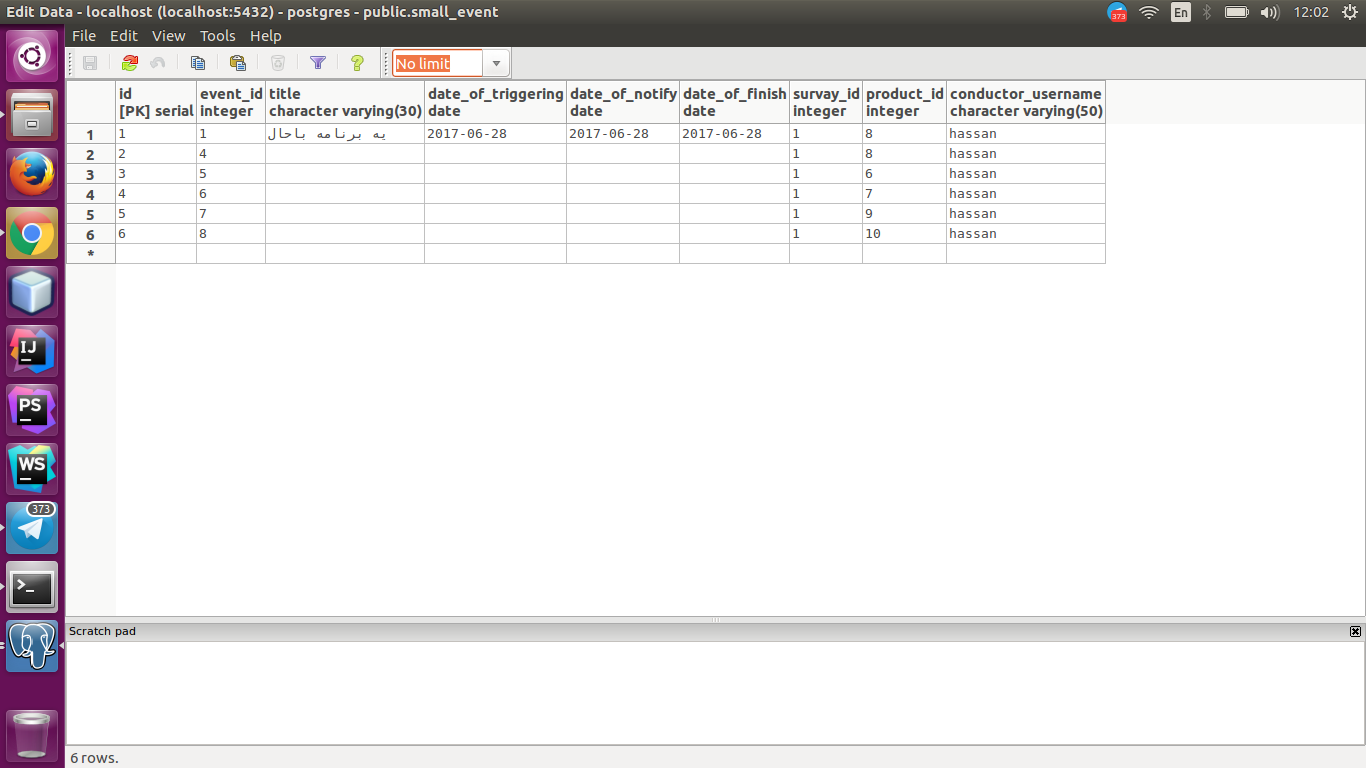 Edit Data - localhost (localhost:5432) - postgres - public.small_event
373
En
12:02
File Edit View Tools Help
No limit
id event_id title date_of_triggering date_of_notify date_of_finish survay_id product_id conductor_username
[PK] serial integer character varying(30) date date date integer integer character varying(50)
1 1 1 یه برنامه باحال 2017-06-28 2017-06-28 2017-06-28 1 8 hassan
2 2 4 1 8 hassan
3 3 5 1 6 hassan
4 4 6 1 7 hassan
5 5 7 1 9 hassan
6 6 8 1 10 hassan
*
IJ
PS
WS
373
>_
Scratch pad
6 rows.